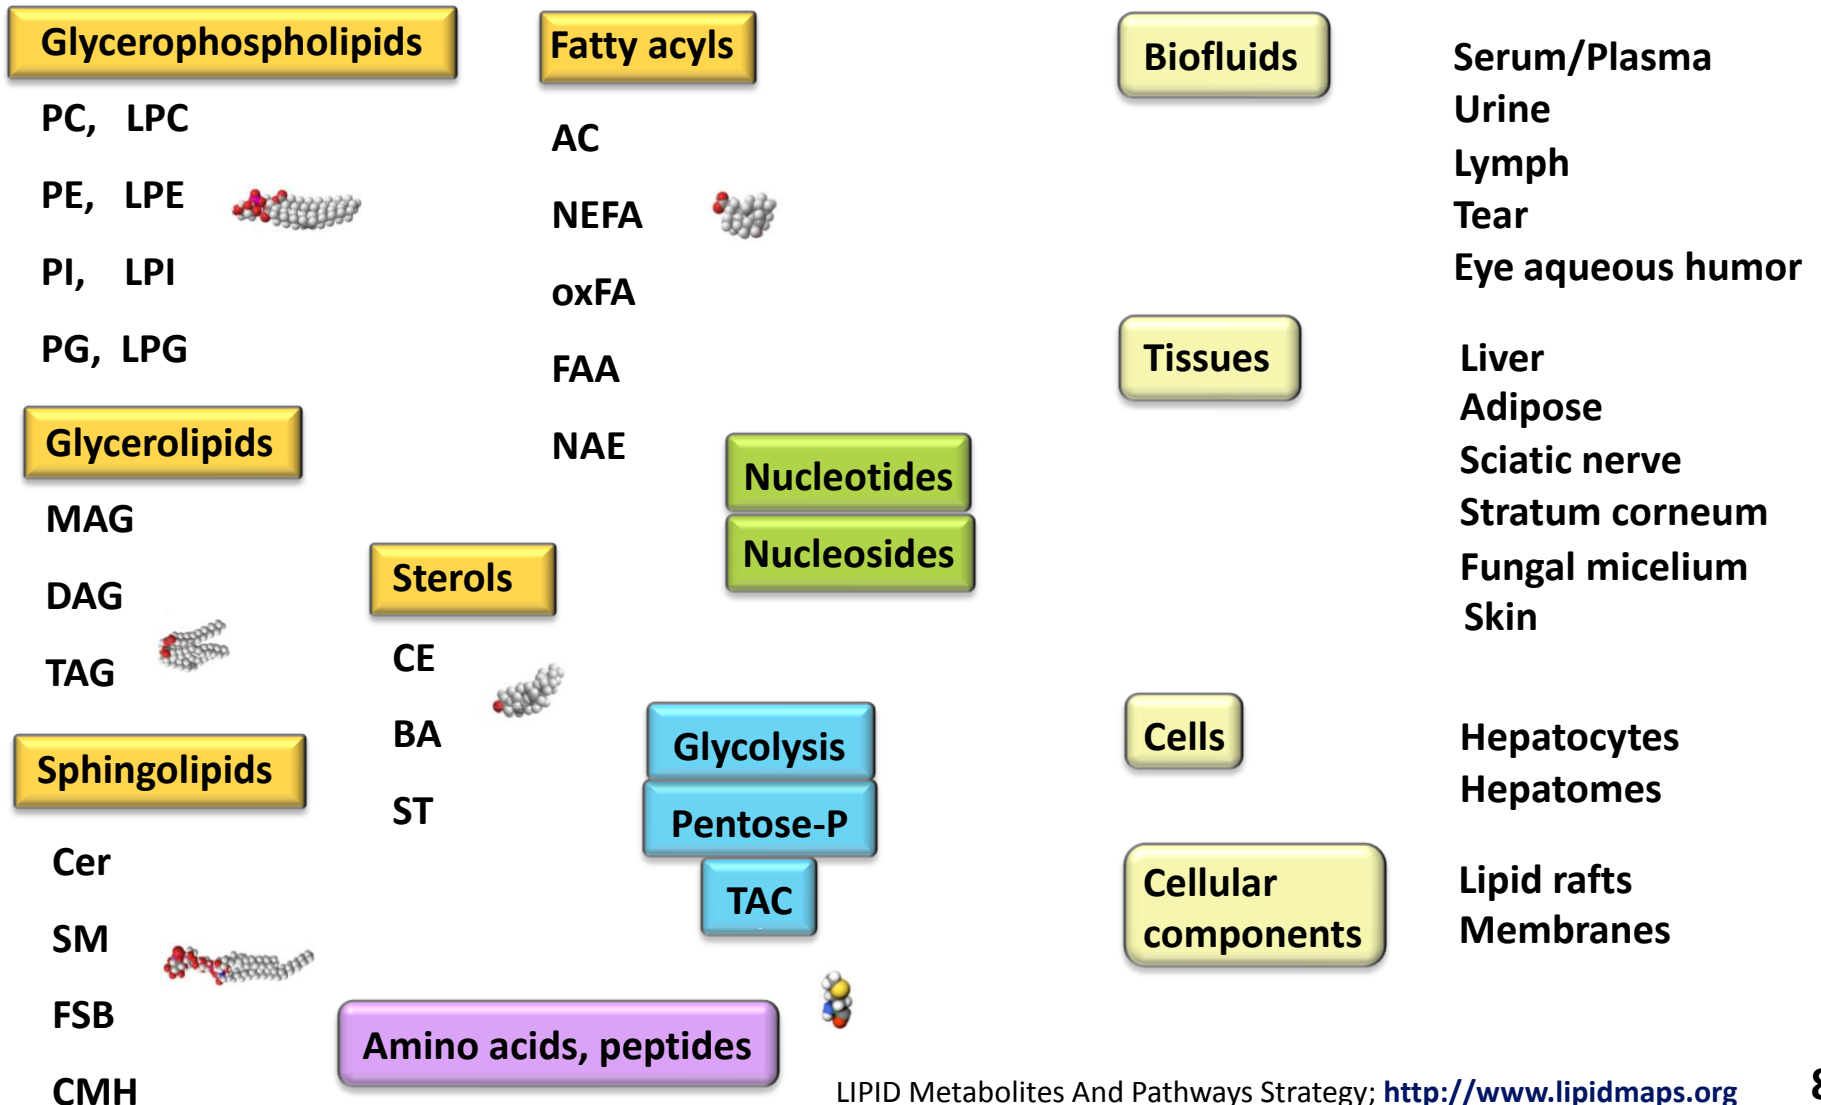 Glycerophospholipids
PC, LPC
PE, LPE
PI, LPI
PG, LPG
Glycerolipids
MAG
DAG
TAG
Sphingolipids
Cer
SM
FSB
CMH
Fatty acyls
AC
NEFA
oxFA
FAA
NAE
Sterols
CE
BA
ST
Nucleotides
Nucleosides
Glycolysis
Pentose-P
TAC
Amino acids, peptides
Biofluids
Serum/Plasma
Urine
Lymph
Tear
Eye aqueous humor
Tissues
Liver
Adipose
Sciatic nerve
Stratum corneum
Fungal micelium
Skin
Cells
Hepatocytes
Hepatomes
Cellular
components
Lipid rafts
Membranes
LIPID Metabolites And Pathways Strategy; http://www.lipidmaps.org
8